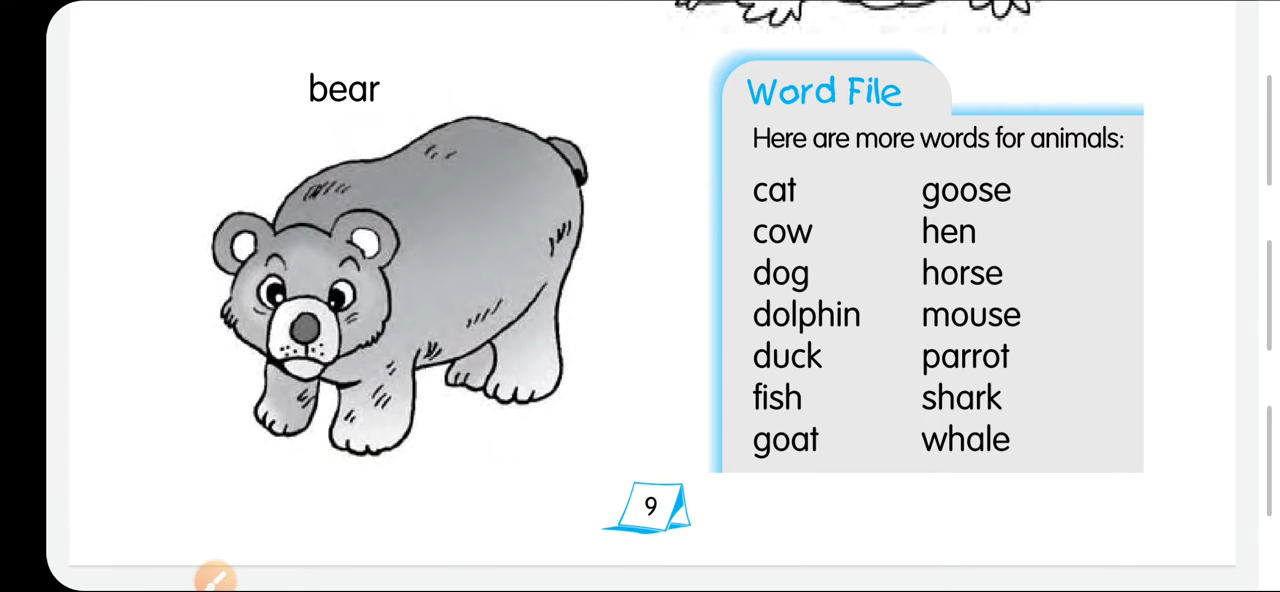 bear
Word File
Here are more words for animals:
cat goose
cow hen
dog horse
dolphin mouse
duck parrot
fish shark
goat whale
9